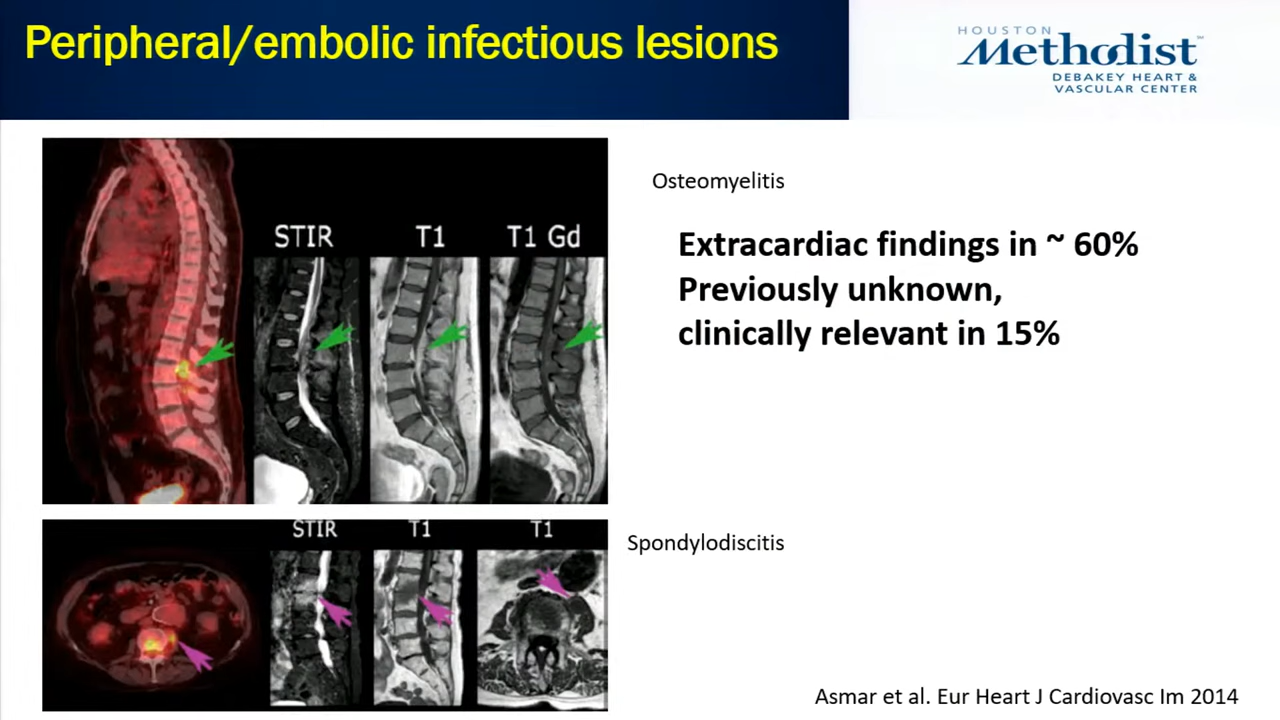 Peripheral/embolic infectious lesions
HOUSTON
Methodist
DEBAKEY HEART &
VASCULAR CENTER
STIR
T1
T1 Gd
Osteomyelitis
Extracardiac findings in ~ 60%
Previously unknown,
clinically relevant in 15%
STIR
T1
T1
Spondylodiscitis
Asmar et al. Eur Heart J Cardiovasc Im 2014